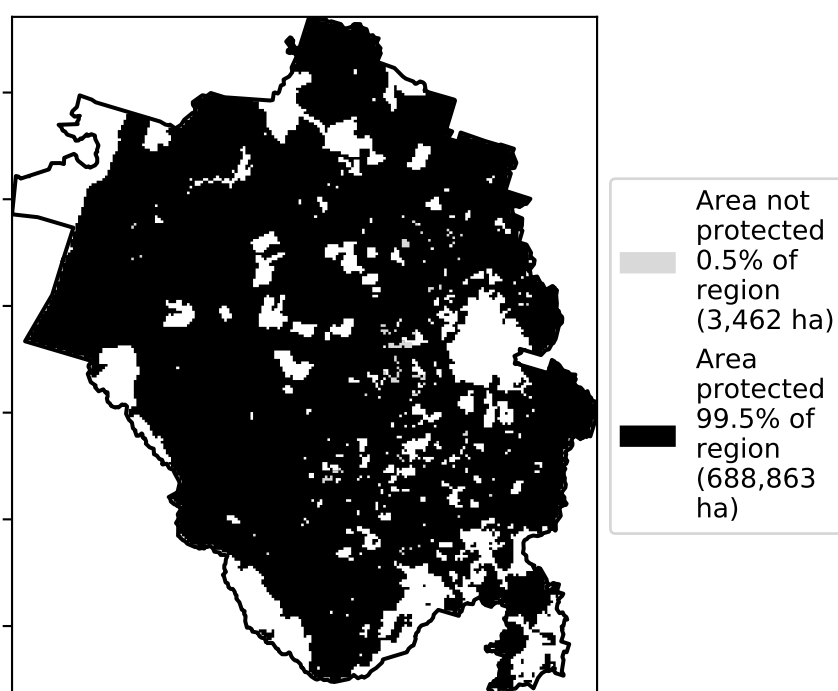 Area not
protected
0.5% of
region
(3,462 ha)
Area
protected
99.5% of
region
(688,863
ha)